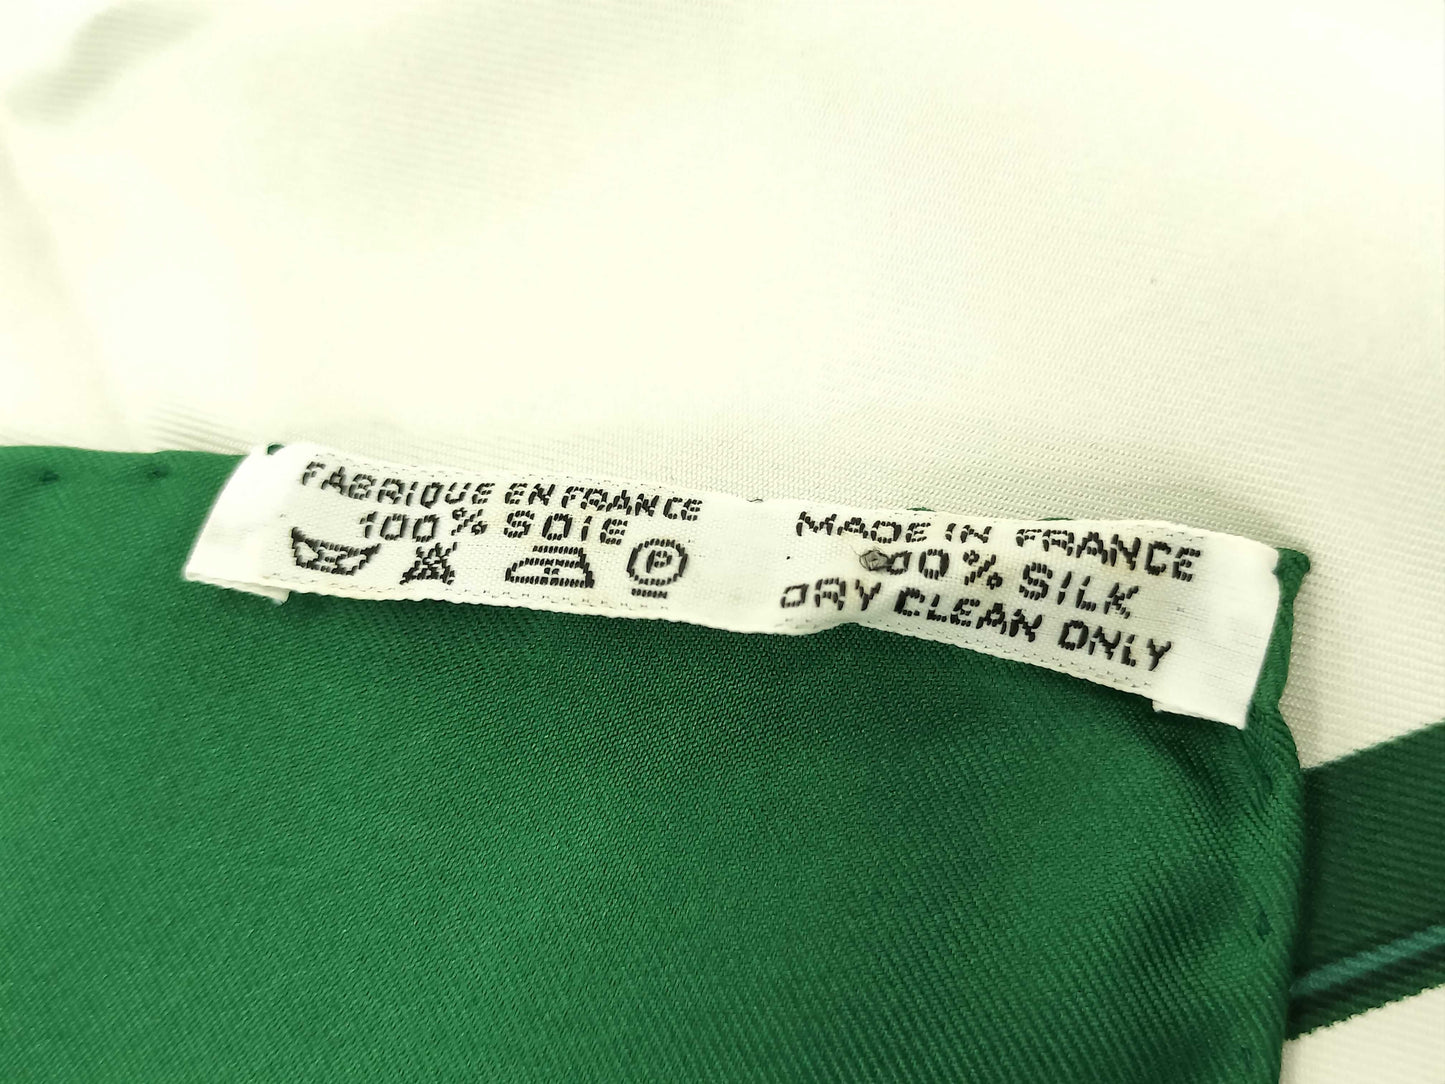 FABRIQUE EN FRANCE
100 % SOIE
P
MADE IN FRANCE
100 % SILK
DRY CLEAN ONLY